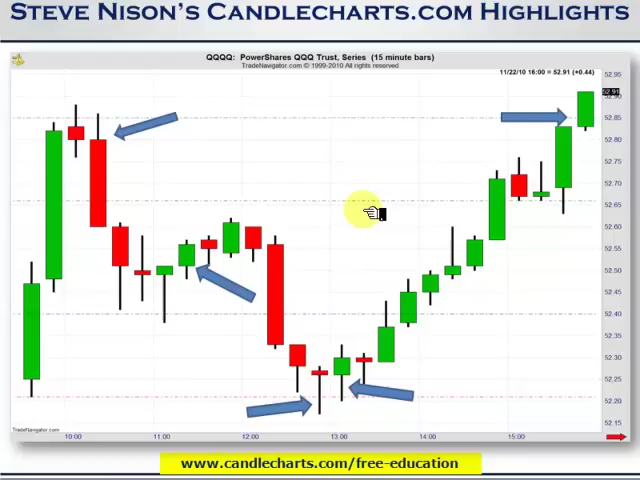 Steve Nison's Candlecharts.com Highlights
QQQQ: PowerShares QQQ Trust, Series (15 minute bars)
TradeNavigator.com © 1999-2010 All rights reserved
11/22/10 16:00 = 52.91 (+0.44)
52.95
52.91
52.85
52.80
52.75
52.70
52.65
52.60
52.55
52.50
52.45
52.40
52.35
52.30
52.25
52.20
52.15
TradeNavigator.com
10:00 11:00 12:00 13:00 14:00 15:00
www.candlecharts.com/free-education